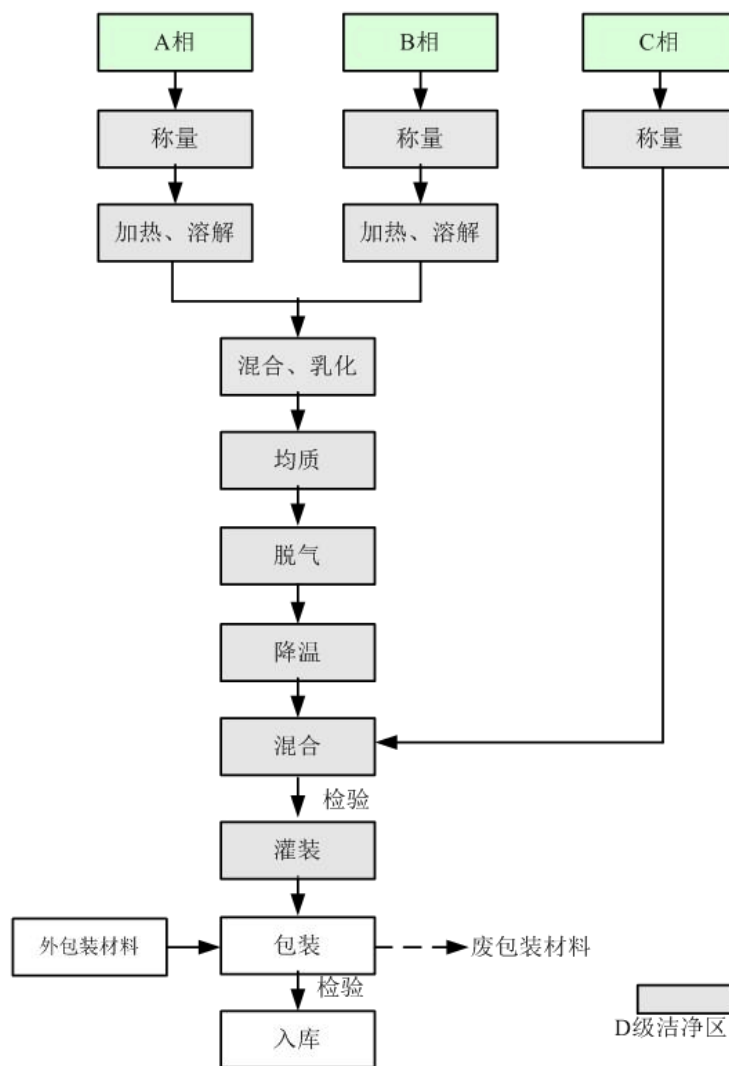 A相
B相
C相
称量
称量
称量
加热、溶解
加热、溶解
混合、乳化
均质
脱气
降温
混合
检验
灌装
外包装材料
包装
废包装材料
检验
入库
D级洁净区